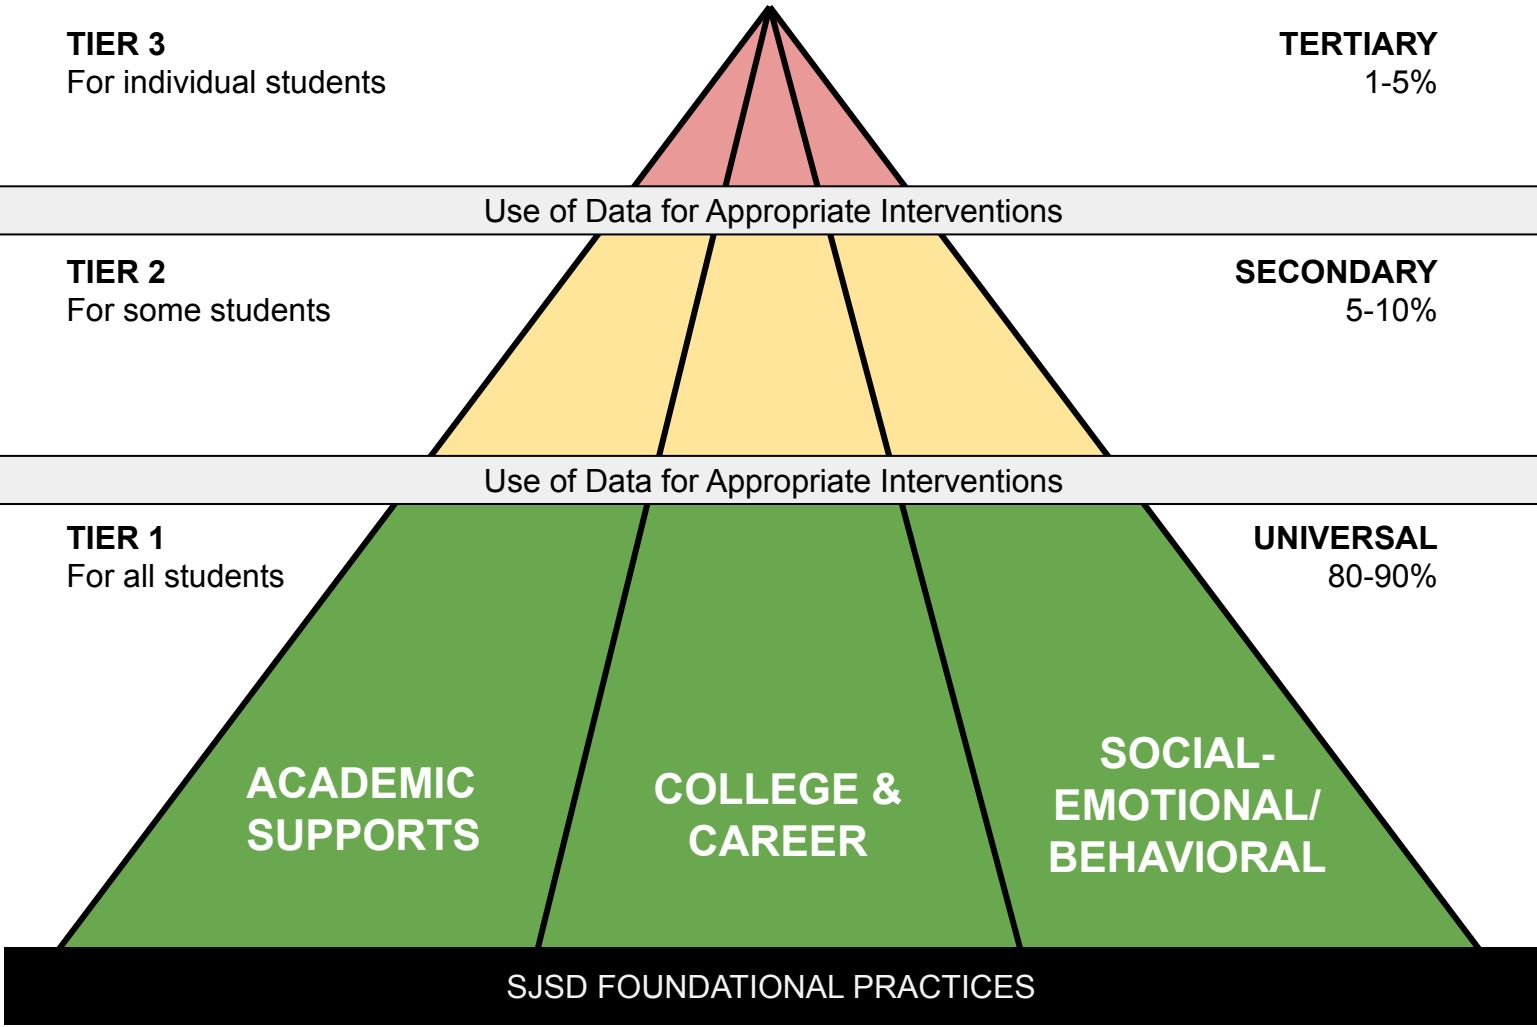 TIER 3
For individual students
TERTIARY
1-5%
Use of Data for Appropriate Interventions
TIER 2
For some students
SECONDARY
5-10%
Use of Data for Appropriate Interventions
TIER 1
For all students
UNIVERSAL
80-90%
ACADEMIC
SUPPORTS
COLLEGE &
CAREER
SOCIAL-
EMOTIONAL/
BEHAVIORAL
SJSD FOUNDATIONAL PRACTICES